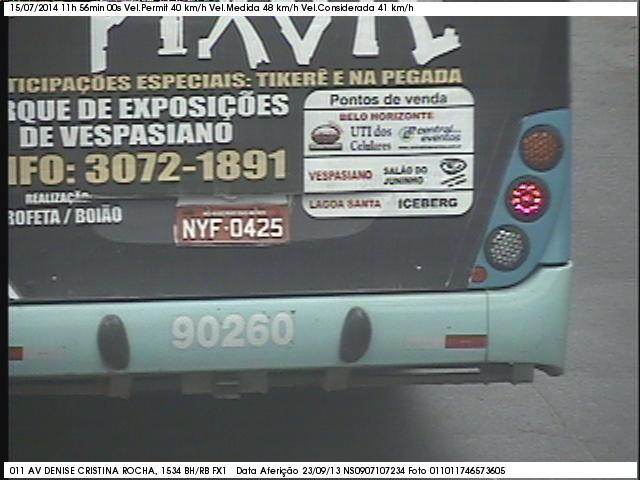 15/07/2014 11h 56min 00s Vel.Permit 40 km/h Vel.Medida 48 km/h Vel.Considerada 41 km/h
TICIPAÇÕES ESPECIAIS: TIKERÊ E NA PEGADA
RQUE DE EXPOSIÇÕES
DE VESPASIANO
NFO: 3072-1891
REALIZAÇÃO
ROFETA / BOIÃO
Pontos de venda
BELO HORIZONTE
UTI dos
Celulares
central
eventos
VESPASIANO
SALÃO DO
JUNINHO
LAGOA SANTA
ICEBERG
NYF-0425
90260
011 AV DENISE CRISTINA ROCHA, 1534 BH/RB FX1 Data Aferição 23/09/13 NS0907107234 Foto 011011746573605